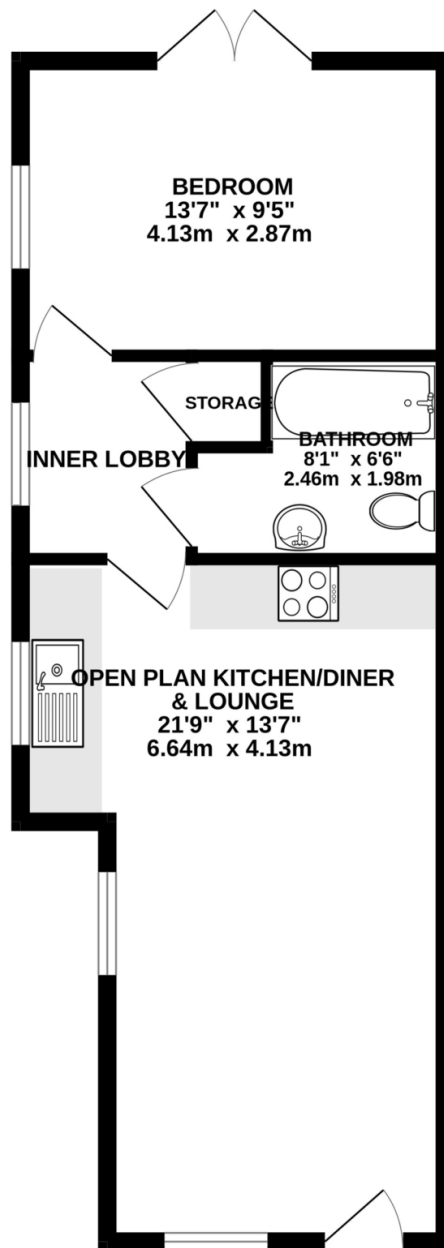 BEDROOM
13'7" x 9'5"
4.13m x 2.87m
STORAGE
BATHROOM
8'1" x 6'6"
2.46m x 1.98m
INNER LOBBY
OPEN PLAN KITCHEN/DINER
& LOUNGE
21'9" x 13'7"
6.64m x 4.13m